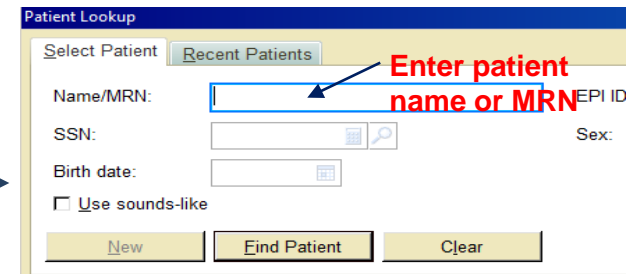 Patient Lookup
Select Patient Recent Patients
Enter patient
Name/MRN: name or MRN EPI ID
SSN: Sex:
Birth date:
Use sounds-like
New Find Patient Clear